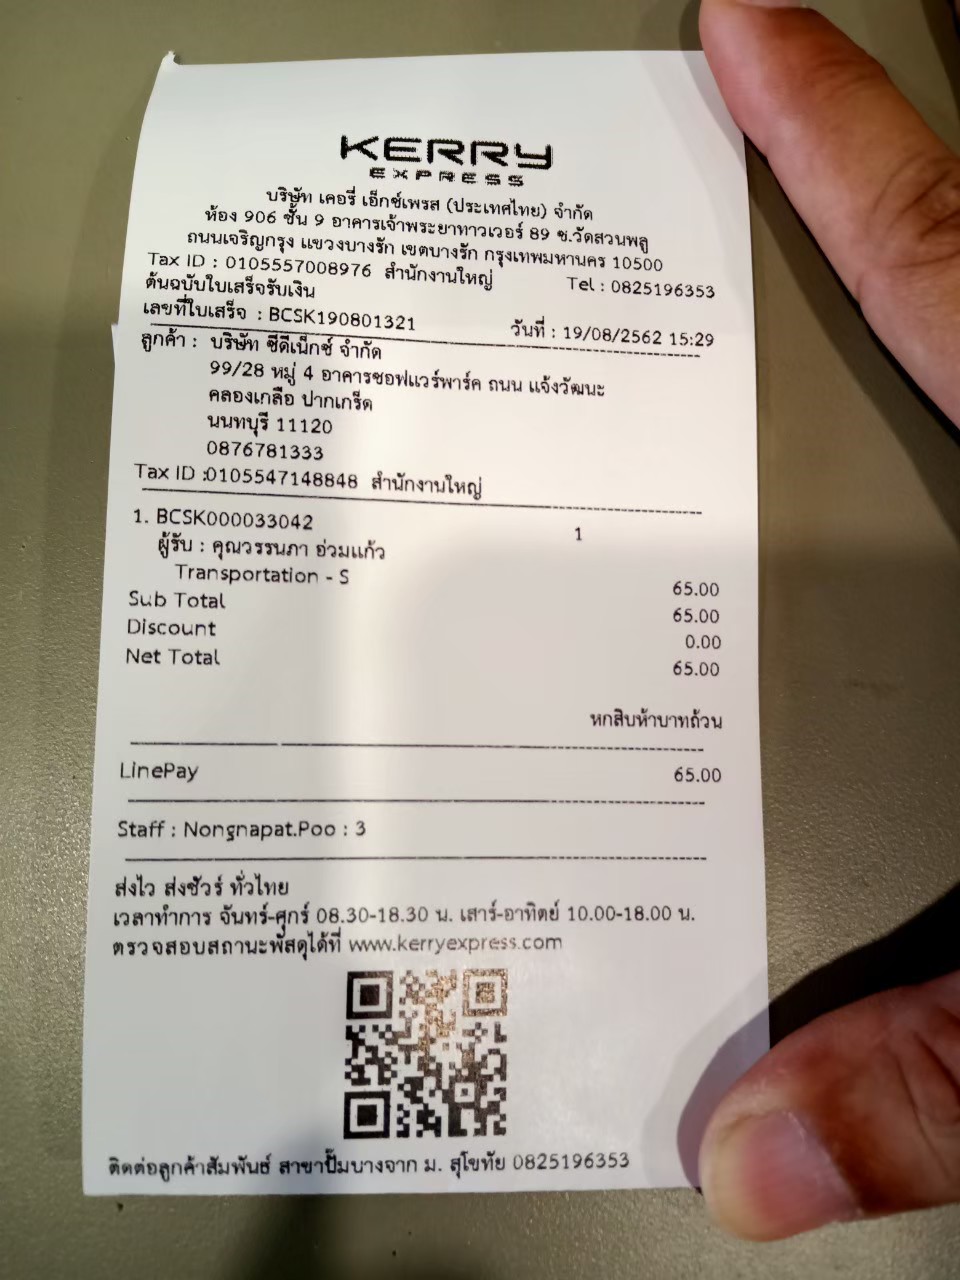 KERRY
EXPRESS
บริษัท เคอรี่ เอ็กซ์เพรส (ประเทศไทย) จำกัด
ห้อง 906 ชั้น 9 อาคารเจ้าพระยาทาวเวอร์ 89 ซ.วัดสวนพลู
ถนนเจริญกรุง แขวงบางรัก เขตบางรัก กรุงเทพมหานคร 10500
Tax ID : 0105557008976 สำนักงานใหญ่ Tel : 0825196353
ต้นฉบับใบเสร็จรับเงิน
เลขที่ใบเสร็จ : BCSK190801321 วันที่ : 19/08/2562 15:29
ลูกค้า : บริษัท ซีดีเน็กซ์ จำกัด
99/28 หมู่ 4 อาคารซอฟแวร์พาร์ค ถนน แจ้งวัฒนะ
คลองเกลือ ปากเกร็ด
นนทบุรี 11120
0876781333
Tax ID :0105547148848 สำนักงานใหญ่
1. BCSK000033042 1
ผู้รับ : คุณวรรนภา อ่วมแก้ว
Transportation - S 65.00
Sub Total 65.00
Discount 0.00
Net Total 65.00
หกสิบห้าบาทถ้วน
LinePay 65.00
Staff : Nongnapat.Poo : 3
ส่งไว ส่งชัวร์ ทั่วไทย
เวลาทำการ จันทร์-ศุกร์ 08.30-18.30 น. เสาร์-อาทิตย์ 10.00-18.00 น.
ตรวจสอบสถานะพัสดุได้ที่ www.kerryexpress.com
ติดต่อลูกค้าสัมพันธ์ สาขาปั๊มบางจาก ม. สุโขทัย 0825196353